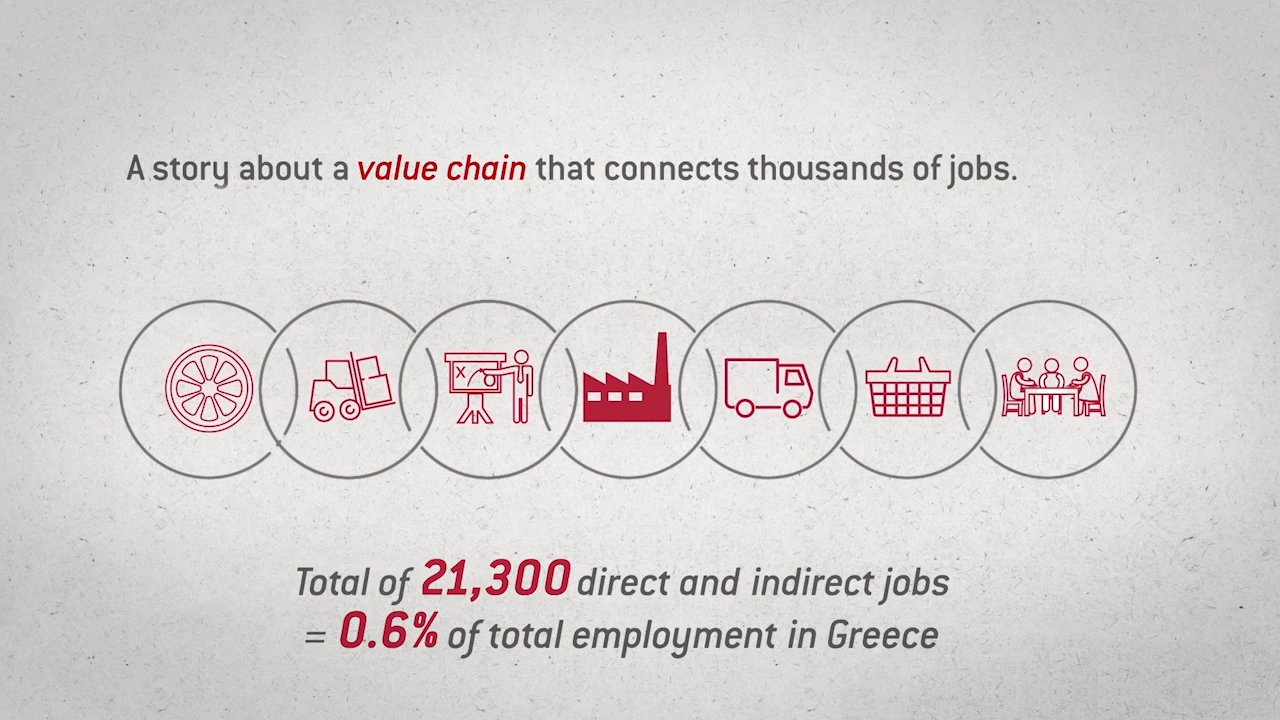 A story about a value chain that connects thousands of jobs.
X
Total of 21,300 direct and indirect jobs
= 0.6% of total employment in Greece